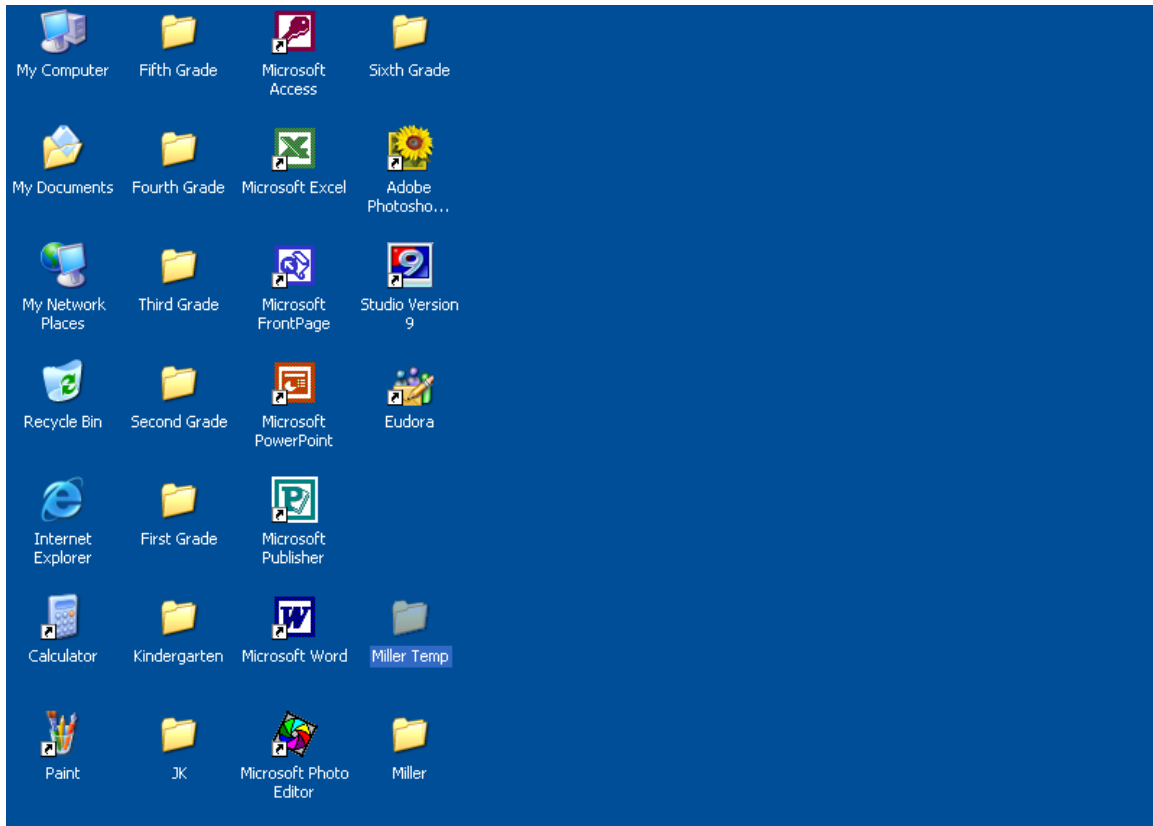 My Computer
Fifth Grade
Microsoft
Access
Sixth Grade
My Documents
Fourth Grade
Microsoft Excel
Adobe
Photosho...
My Network
Places
Third Grade
Microsoft
FrontPage
Studio Version
9
Recycle Bin
Second Grade
Microsoft
PowerPoint
Eudora
Internet
Explorer
First Grade
Microsoft
Publisher
Calculator
Kindergarten
Microsoft Word
Miller Temp
Paint
JK
Microsoft Photo
Editor
Miller